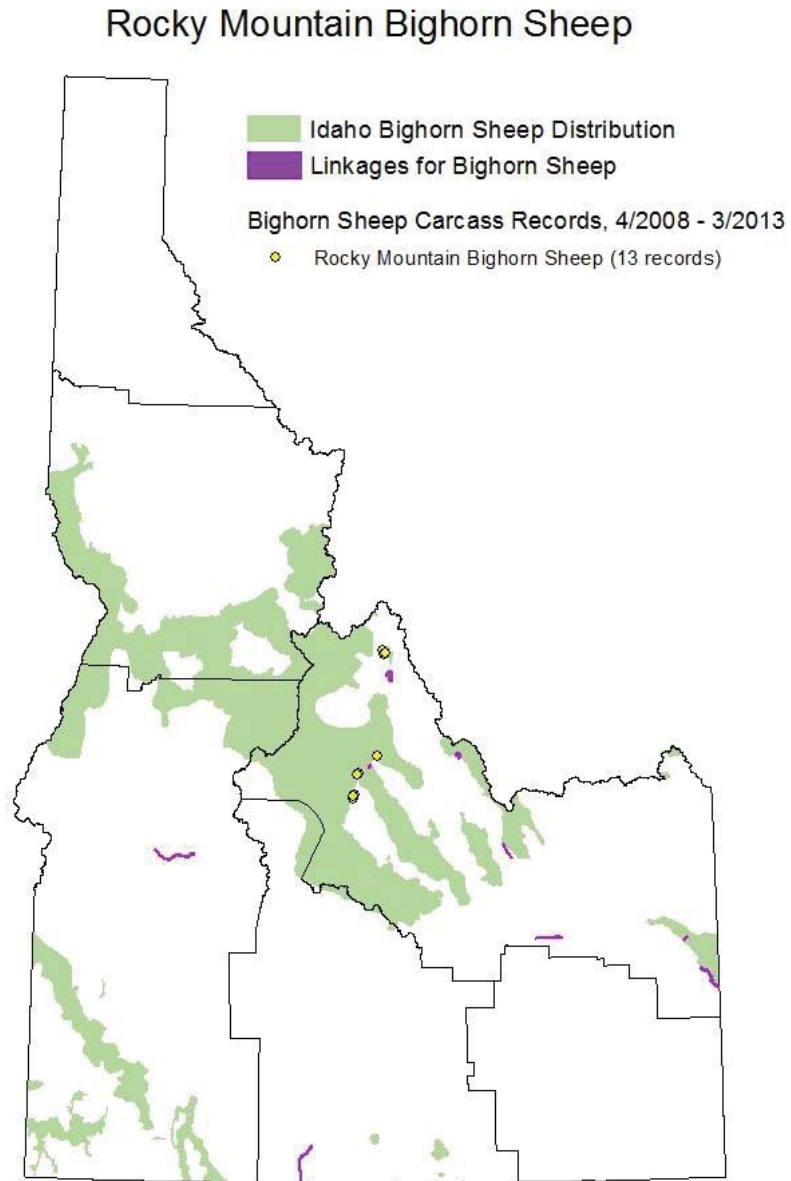 Rocky Mountain Bighorn Sheep
Idaho Bighorn Sheep Distribution
Linkages for Bighorn Sheep
Bighorn Sheep Carcass Records, 4/2008 - 3/2013
Rocky Mountain Bighorn Sheep (13 records)